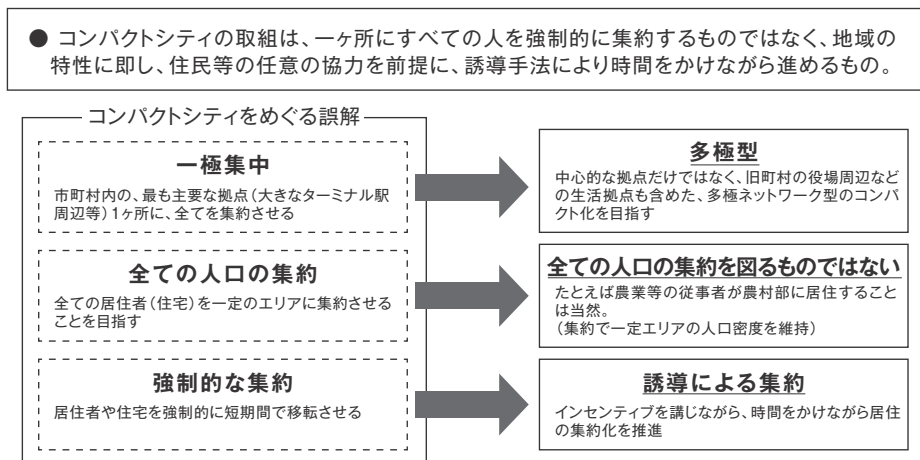 ● コンパクトシティの取組は、一ヶ所にすべての人を強制的に集約するものではなく、地域の
特性に即し、住民等の任意の協力を前提に、誘導手法により時間をかけながら進めるもの。
コンパクトシティをめぐる誤解
一極集中
市町村内の、最も主要な拠点（大きなターミナル駅
周辺等）1ヶ所に、全てを集約させる
多極型
中心的な拠点だけではなく、旧町村の役場周辺など
の生活拠点も含めた、多極ネットワーク型のコンパ
クト化を目指す
全ての人口の集約
全ての居住者（住宅）を一定のエリアに集約させる
ことを目指す
全ての人口の集約を図るものではない
たとえば農業等の従事者が農村部に居住すること
は当然。
（集約で一定エリアの人口密度を維持）
強制的な集約
居住者や住宅を強制的に短期間で移転させる
誘導による集約
インセンティブを講じながら、時間をかけながら居住
の集約化を推進